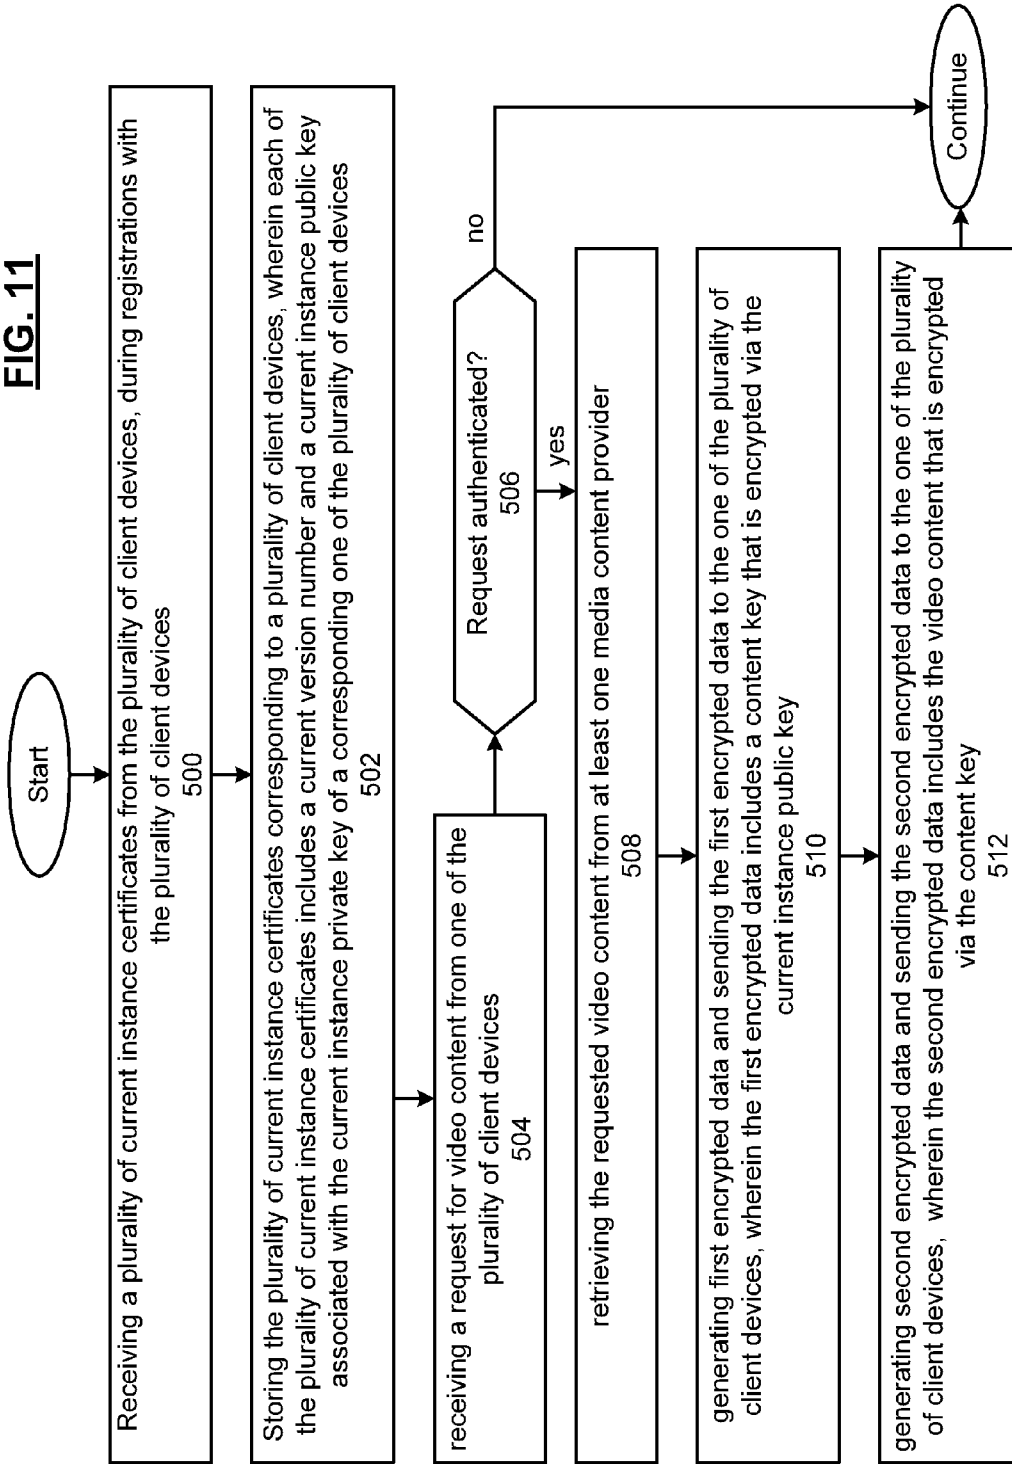 FIG. 11
Start
Receiving a plurality of current instance certificates from the plurality of client devices, during registrations with
the plurality of client devices
500
Storing the plurality of current instance certificates corresponding to a plurality of client devices, wherein each of
the plurality of current instance certificates includes a current version number and a current instance public key
associated with the current instance private key of a corresponding one of the plurality of client devices
502
receiving a request for video content from one of the
plurality of client devices
504
Request authenticated?
506
no
yes
retrieving the requested video content from at least one media content provider
508
generating first encrypted data and sending the first encrypted data to the one of the plurality of
client devices, wherein the first encrypted data includes a content key that is encrypted via the
current instance public key
510
generating second encrypted data and sending the second encrypted data to the one of the plurality
of client devices, wherein the second encrypted data includes the video content that is encrypted
via the content key
512
Continue